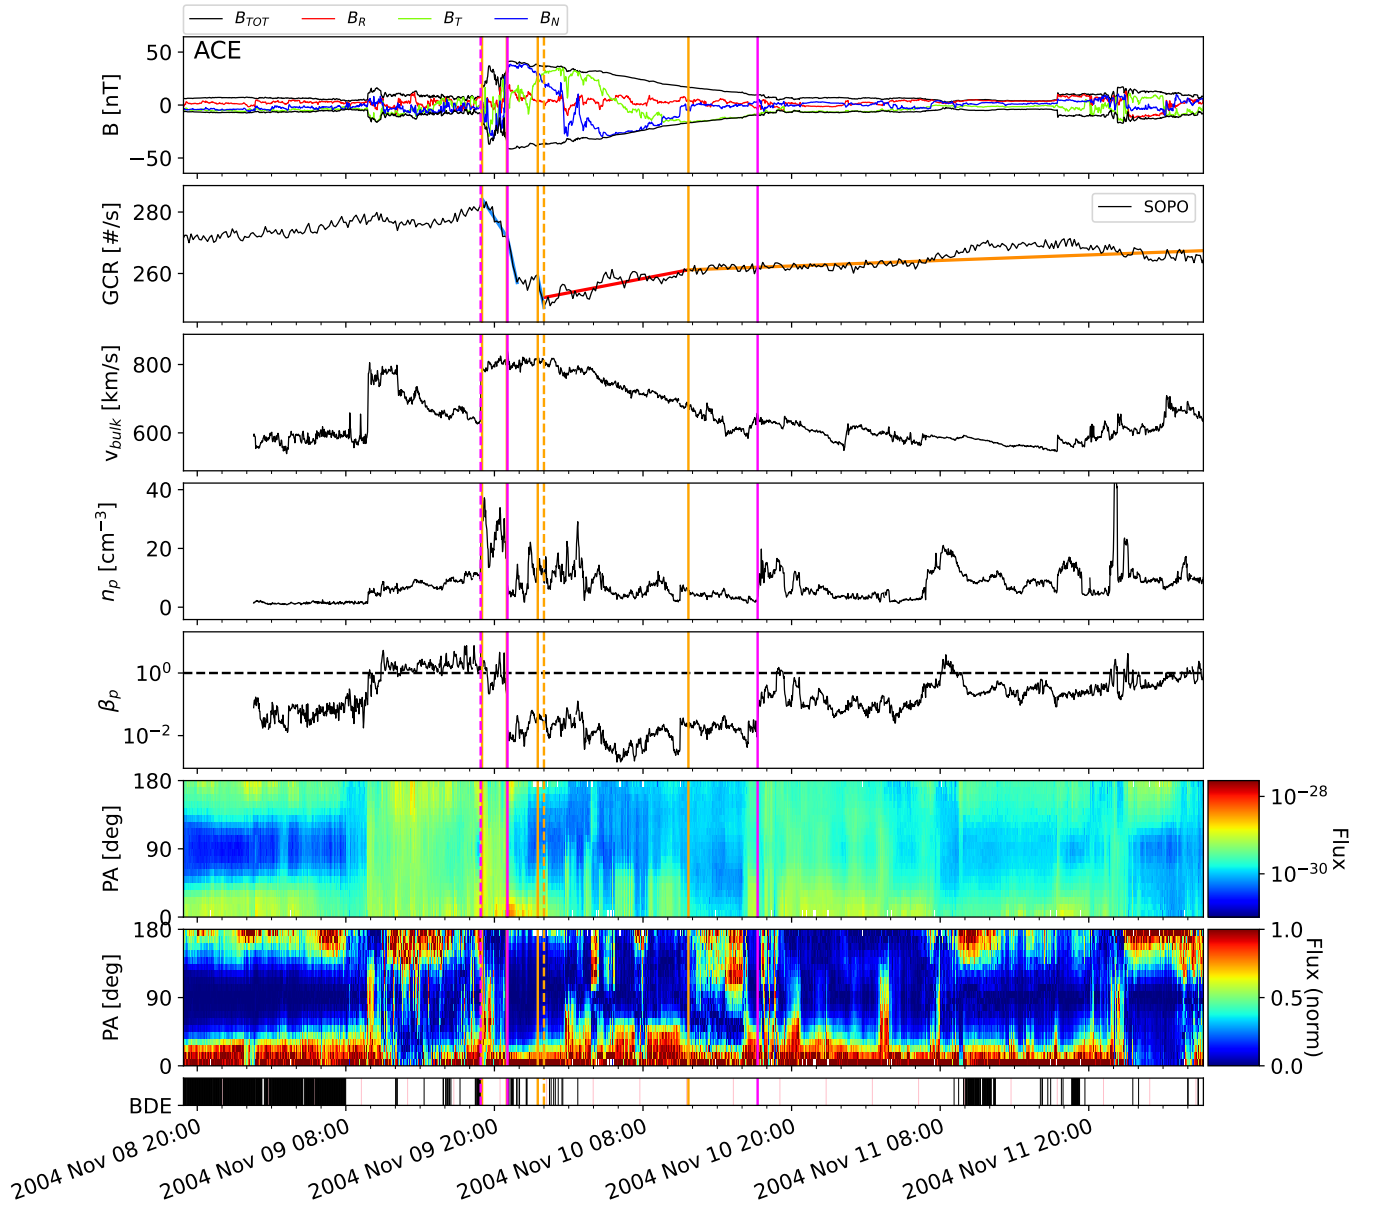 B_TOT B_R B_T B_N
ACE
B [nT]
50
0
−50
SOPO
GCR [#/s]
280
260
v_bulk [km/s]
800
600
n_p [cm⁻³]
40
20
0
β_p
10⁰
10⁻²
PA [deg]
180
90
0
10⁻²⁸
10⁻³⁰
Flux
PA [deg]
180
90
0
1.0
0.5
0.0
Flux (norm)
BDE
2004 Nov 08 20:00
2004 Nov 09 08:00
2004 Nov 09 20:00
2004 Nov 10 08:00
2004 Nov 10 20:00
2004 Nov 11 08:00
2004 Nov 11 20:00